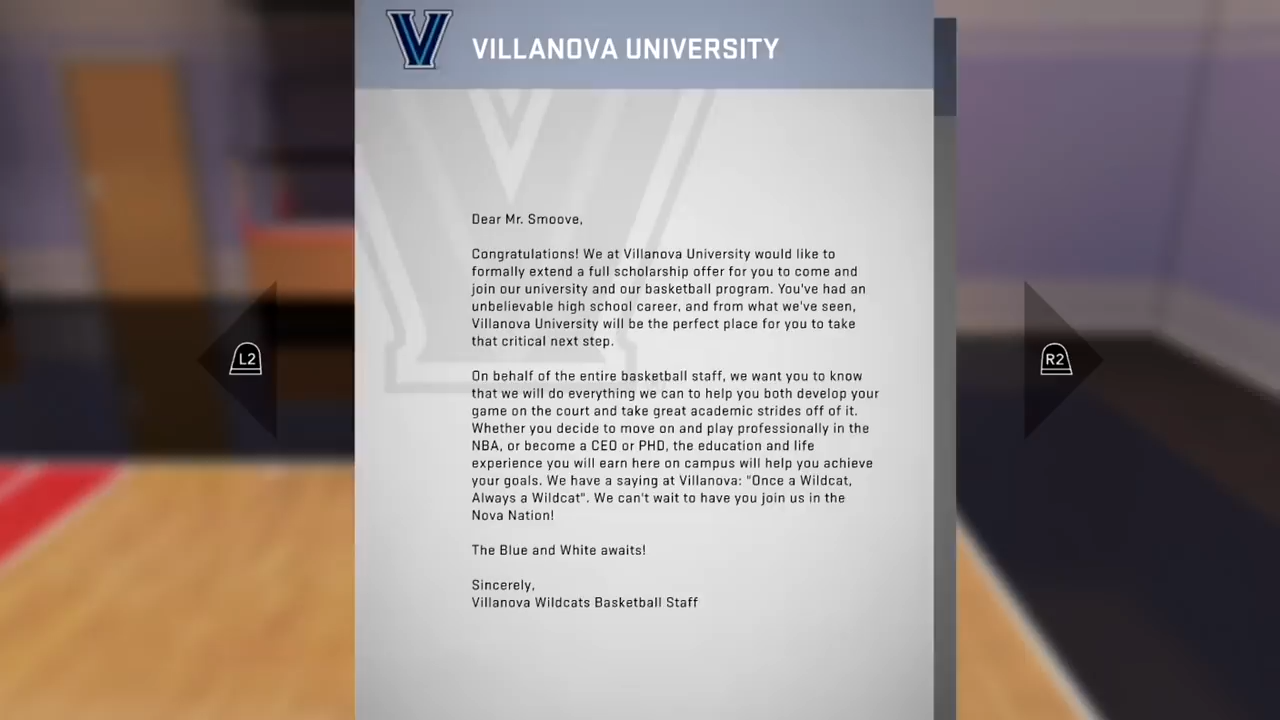 V VILLANOVA UNIVERSITY
Dear Mr. Smoove,
Congratulations! We at Villanova University would like to
formally extend a full scholarship offer for you to come and
join our university and our basketball program. You've had an
unbelievable high school career, and from what we've seen,
Villanova University will be the perfect place for you to take
that critical next step.
L2
R2
On behalf of the entire basketball staff, we want you to know
that we will do everything we can to help you both develop your
game on the court and take great academic strides off of it.
Whether you decide to move on and play professionally in the
NBA, or become a CEO or PHD, the education and life
experience you will earn here on campus will help you achieve
your goals. We have a saying at Villanova: "Once a Wildcat,
Always a Wildcat". We can't wait to have you join us in the
Nova Nation!
The Blue and White awaits!
Sincerely,
Villanova Wildcats Basketball Staff